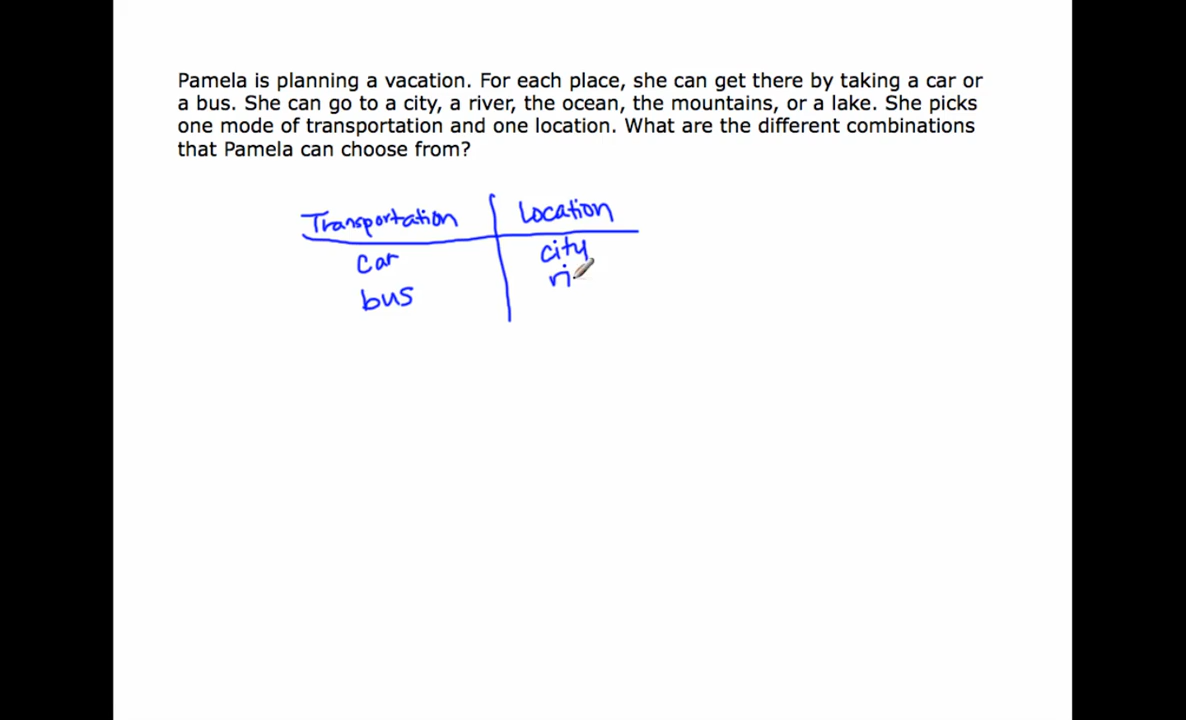 Pamela is planning a vacation. For each place, she can get there by taking a car or
a bus. She can go to a city, a river, the ocean, the mountains, or a lake. She picks
one mode of transportation and one location. What are the different combinations
that Pamela can choose from?
Transportation Location
car city
bus ri